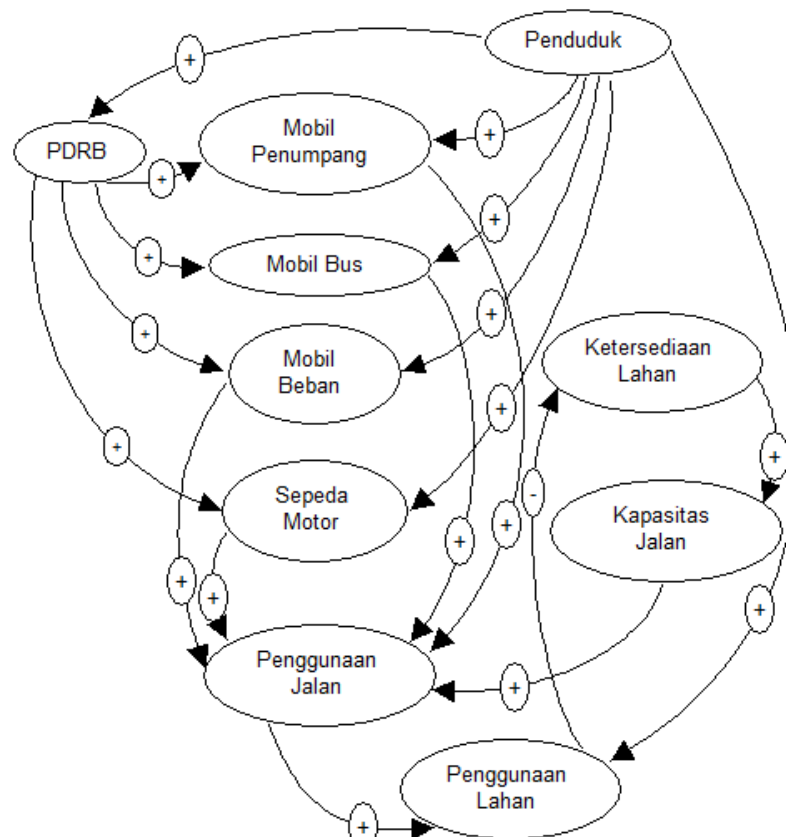 Penduduk
+
+
Mobil
Penumpang
+
PDRB
+
+
Mobil Bus
+
+
Mobil
Beban
+
Ketersediaan
Lahan
+
+
+
Sepeda
Motor
-
Kapasitas
Jalan
+
+
+
+
+
Penggunaan
Jalan
+
Penggunaan
Lahan
+